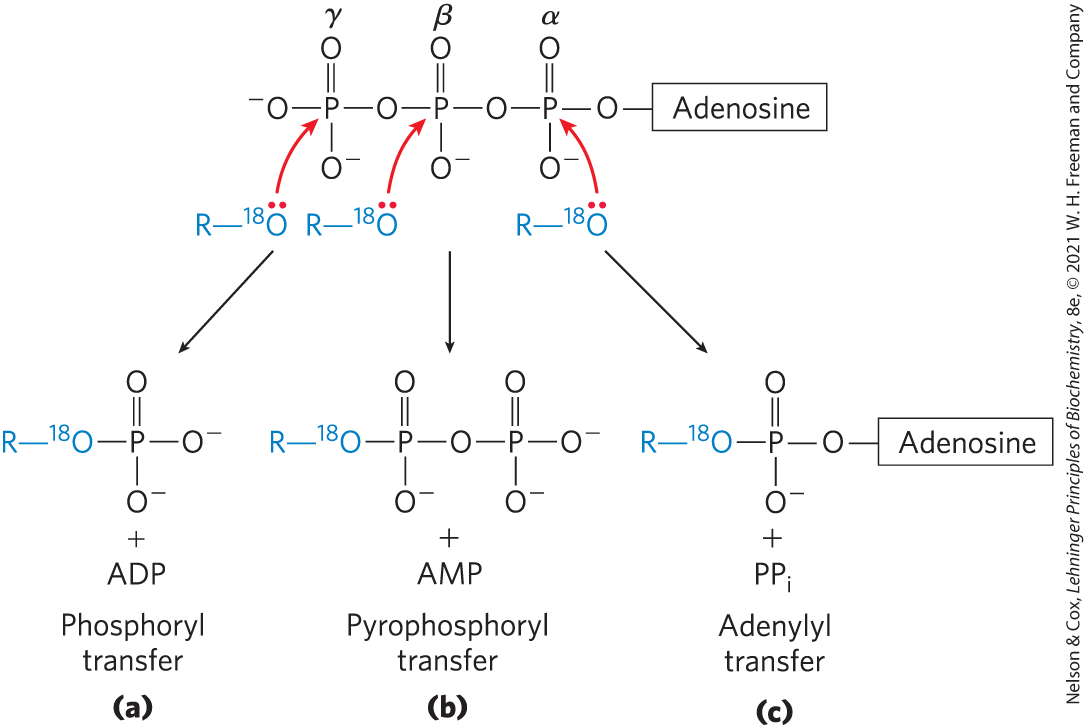 γ β α
O O O
⁻O—P—O—P—O—P—O—Adenosine
O⁻ O⁻ O⁻
R—¹⁸O R—¹⁸O R—¹⁸O
O O O O
R—¹⁸O—P—O⁻ R—¹⁸O—P—O—P—O⁻ R—¹⁸O—P—O—Adenosine
O⁻ O⁻ O⁻ O⁻
+ + +
ADP AMP PPᵢ
Phosphoryl
transfer
(a)
Pyrophosphoryl
transfer
(b)
Adenylyl
transfer
(c)
Nelson & Cox, Lehninger Principles of Biochemistry, 8e, © 2021 W. H. Freeman and Company